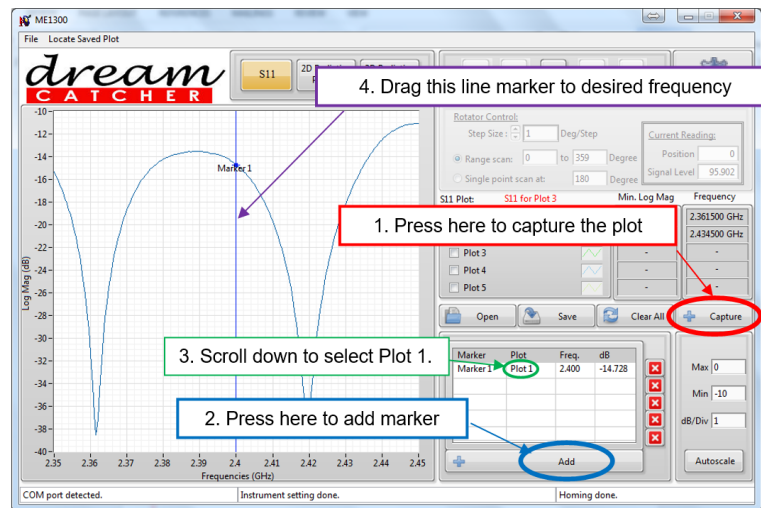 ME1300
File Locate Saved Plot
dream
CATCHER
S11
4. Drag this line marker to desired frequency
Rotator Control:
Step Size: 1 Deg/Step
Current Reading:
Range scan: 0 to 359 Degree
Position 0
Single point scan at: 180 Degree
Signal Level 95.902
S11 Plot: S11 for Plot 3 Min. Log Mag Frequency
1. Press here to capture the plot
2.361500 GHz
2.434500 GHz
Plot 3 - -
Plot 4 - -
Plot 5 - -
Open Save Clear All Capture
Log Mag (dB)
-10
-12
-14
-16
-18
-20
-22
-24
-26
-28
-30
-32
-34
-36
-38
-40
Marker 1
2.35 2.36 2.37 2.38 2.39 2.4 2.41 2.42 2.43 2.44 2.45
Frequencies (GHz)
3. Scroll down to select Plot 1.
2. Press here to add marker
Marker Plot Freq. dB
Marker 1 Plot 1 2.400 -14.728
Add
Max 0
Min -10
dB/Div 1
Autoscale
COM port detected. Instrument setting done. Homing done.